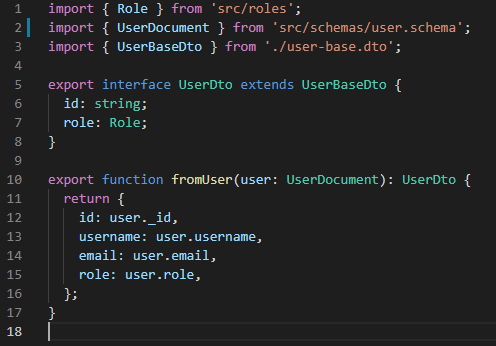 1 import { Role } from 'src/roles';
2 import { UserDocument } from 'src/schemas/user.schema';
3 import { UserBaseDto } from './user-base.dto';
4
5 export interface UserDto extends UserBaseDto {
6   id: string;
7   role: Role;
8 }
9
10 export function fromUser(user: UserDocument): UserDto {
11   return {
12     id: user._id,
13     username: user.username,
14     email: user.email,
15     role: user.role,
16   };
17 }
18